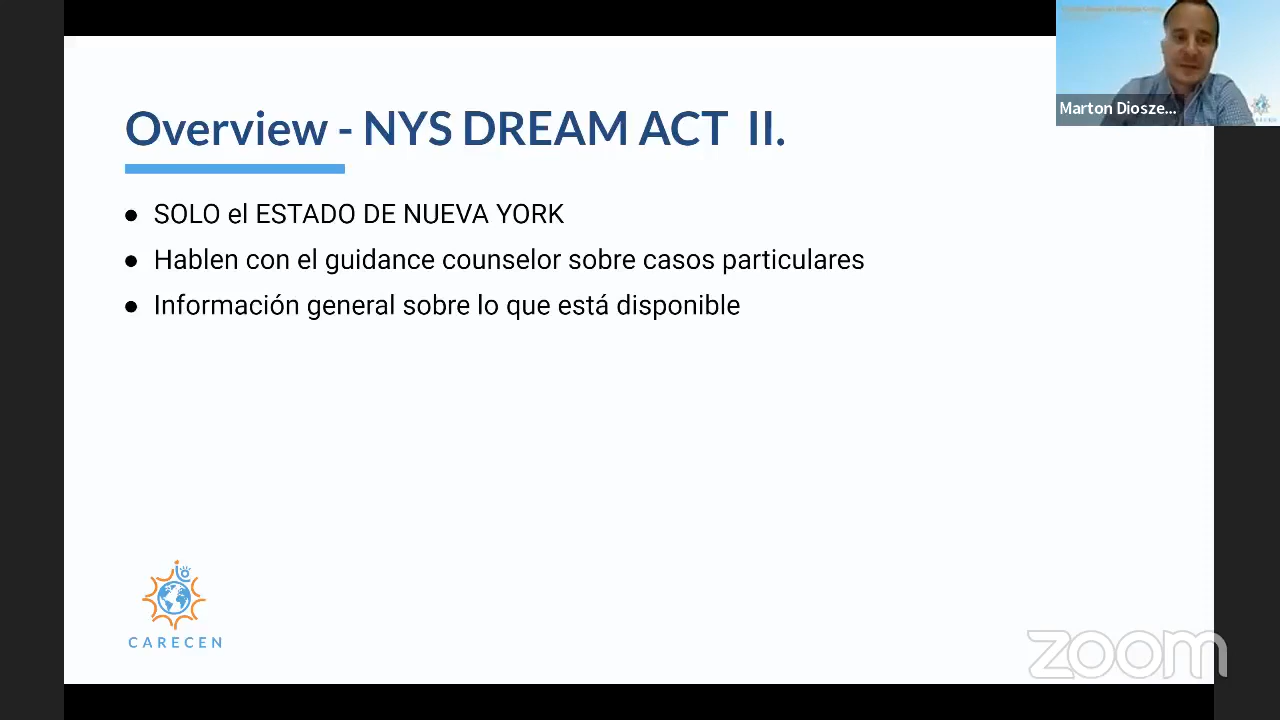 Overview - NYS DREAM ACT II.
Marton Diosze...
● SOLO el ESTADO DE NUEVA YORK
● Hablen con el guidance counselor sobre casos particulares
● Información general sobre lo que está disponible
CARECEN
zoom